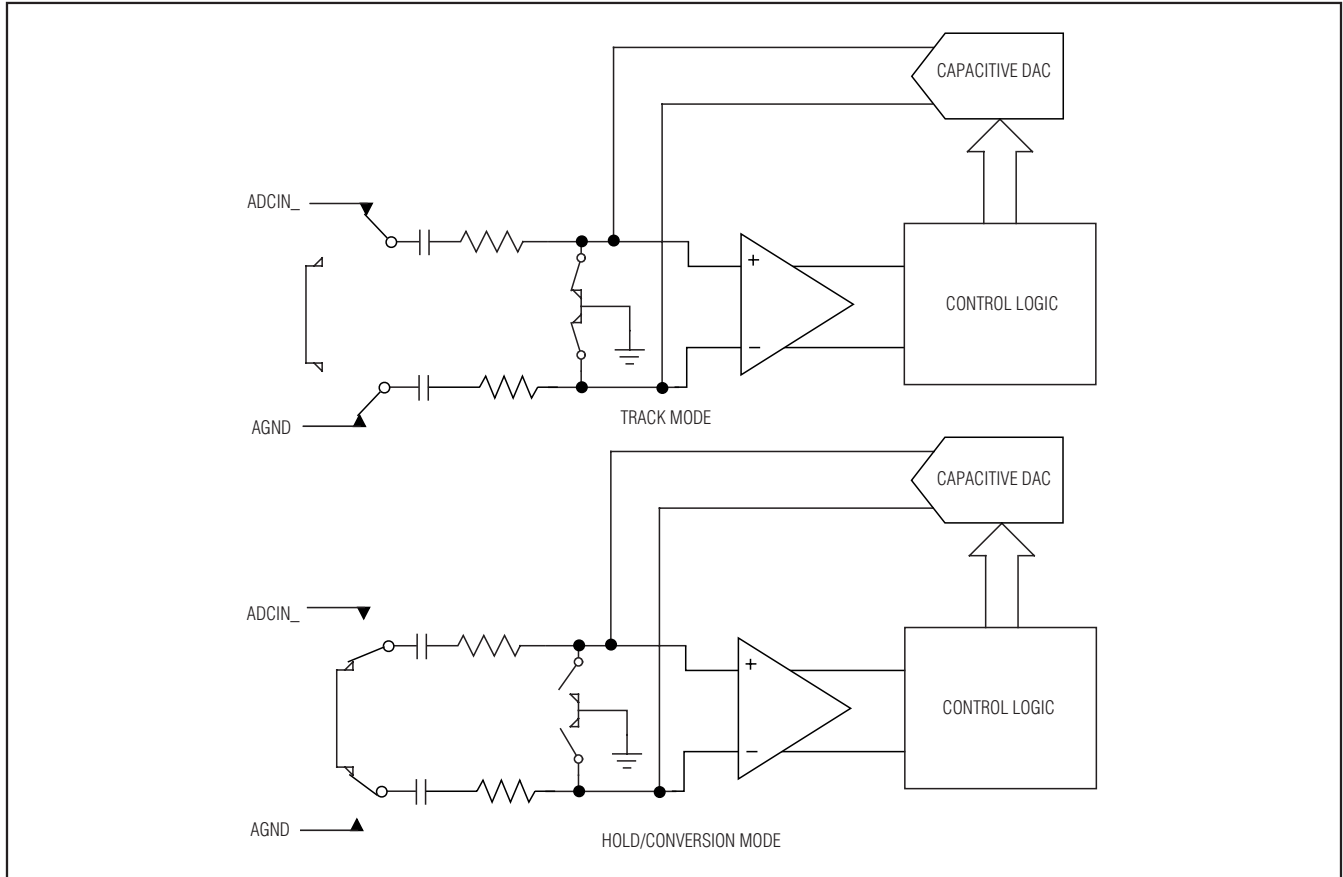 CAPACITIVE DAC
ADCIN_
+
CONTROL LOGIC
−
AGND
TRACK MODE
CAPACITIVE DAC
ADCIN_
+
CONTROL LOGIC
−
AGND
HOLD/CONVERSION MODE